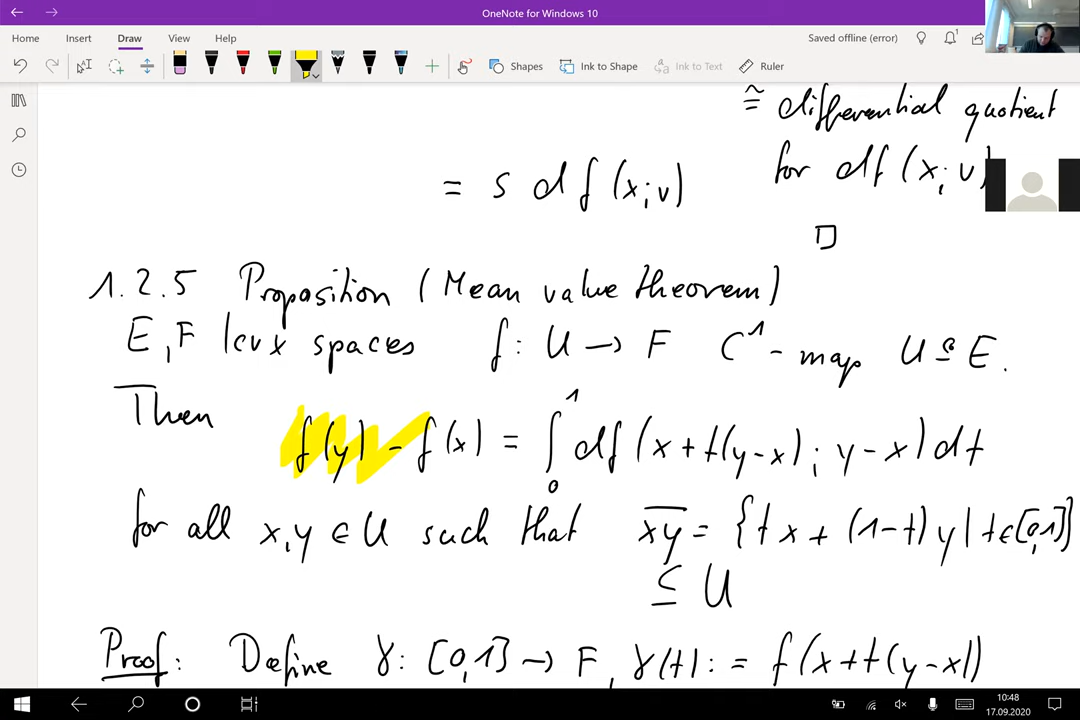 OneNote for Windows 10
Home Insert Draw View Help Saved offline (error)
Shapes Ink to Shape Ink to Text Ruler
≅ differential quotient
for df(x;v)
= s df(x;v)
□
1.2.5 Proposition (Mean value theorem)
E,F lcvx spaces f: U → F C¹-map U ⊆ E.
Then
f(y) - f(x) = ∫₀¹ df(x+t(y-x); y-x) dt
for all x,y ∈ U such that xy = {tx + (1-t)y | t∈[0,1]}
⊆ U
Proof: Define γ: [0,1] → F, γ(t) := f(x+t(y-x))
10:48
17.09.2020